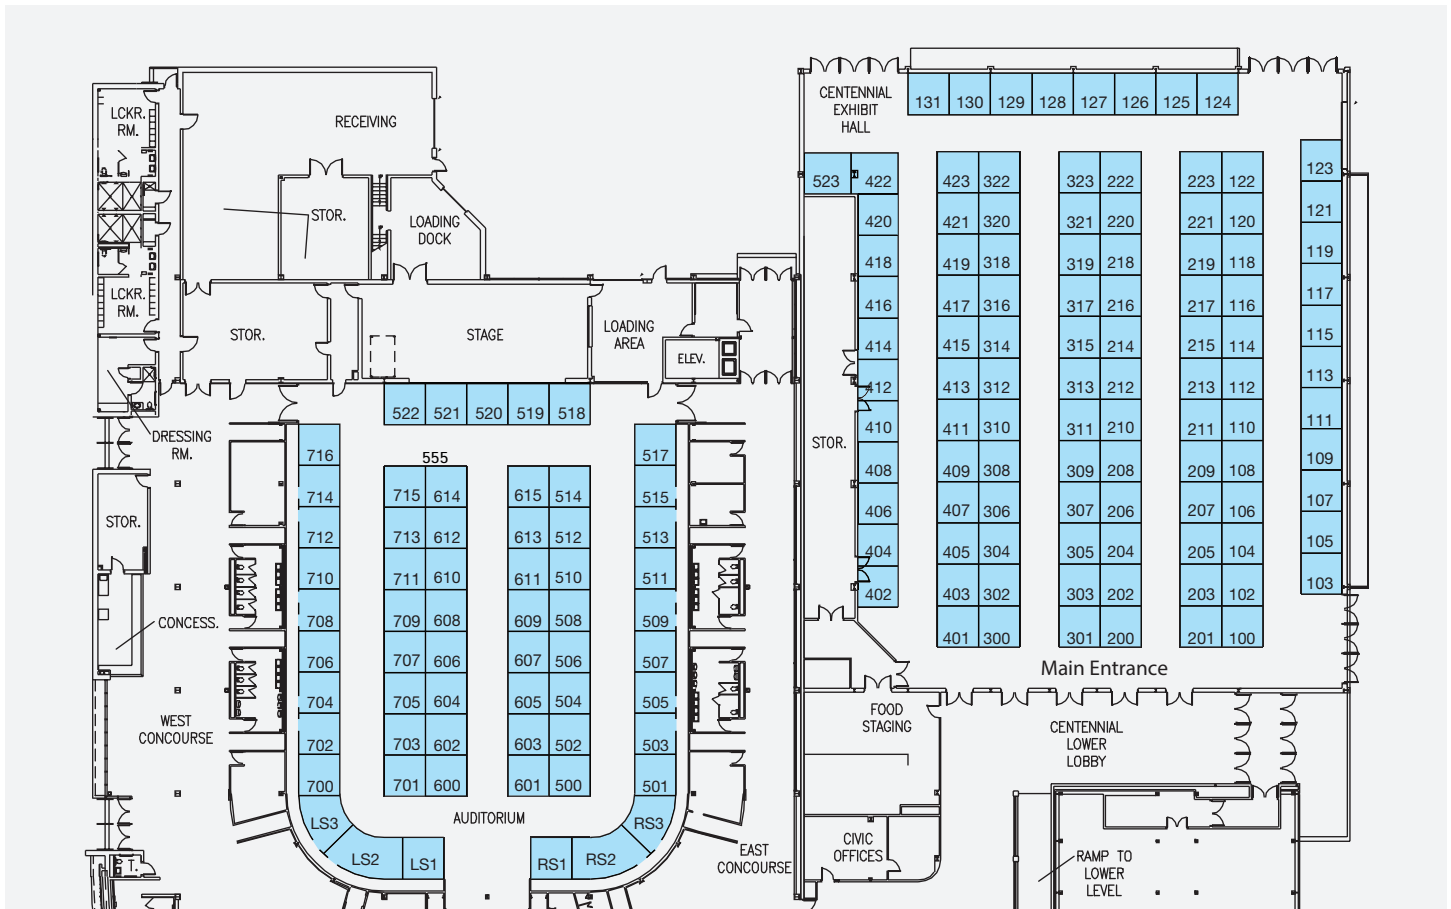 131 130 129 128 127 126 125 124
CENTENNIAL
EXHIBIT
HALL
LCKR.
RM.
RECEIVING
STOR.
LOADING
DOCK
LCKR.
RM.
STOR.
STAGE
LOADING
AREA
ELEV.
DRESSING
RM.
STOR.
CONCESS.
WEST
CONCOURSE
T.
522 521 520 519 518
555
716 517
714 715 614 615 514 515
712 713 612 613 512 513
710 711 610 611 510 511
708 709 608 609 508 509
706 707 606 607 506 507
704 705 604 605 504 505
702 703 602 603 502 503
700 701 600 601 500 501
AUDITORIUM
LS3 LS2 LS1 RS1 RS2 RS3
EAST
CONCOURSE
523 422 423 322 323 222 223 122 123
420 421 320 321 220 221 120 121
418 419 318 319 218 219 118 119
416 417 316 317 216 217 116 117
414 415 314 315 214 215 114 115
412 413 312 313 212 213 112 113
410 411 310 311 210 211 110 111
STOR.
408 409 308 309 208 209 108 109
406 407 306 307 206 207 106 107
404 405 304 305 204 205 104 105
402 403 302 303 202 203 102 103
401 300 301 200 201 100
Main Entrance
FOOD
STAGING
CENTENNIAL
LOWER
LOBBY
CIVIC
OFFICES
RAMP TO
LOWER
LEVEL